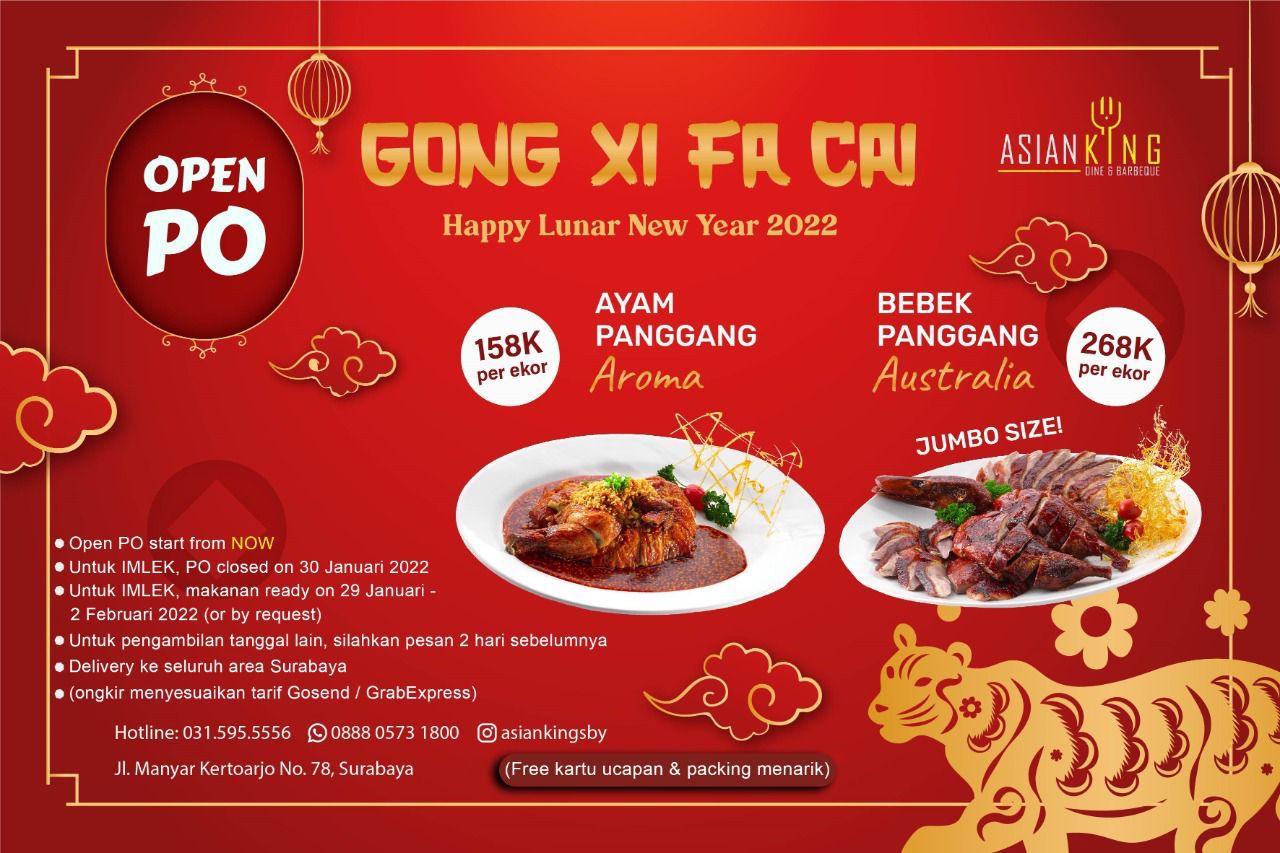 OPEN
PO
GONG XI FA CAI
Happy Lunar New Year 2022
ASIANKING
DINE & BARBEQUE
158K
per ekor
AYAM
PANGGANG
Aroma
BEBEK
PANGGANG
Australia
268K
per ekor
JUMBO SIZE!
● Open PO start from NOW
● Untuk IMLEK, PO closed on 30 Januari 2022
● Untuk IMLEK, makanan ready on 29 Januari -
2 Februari 2022 (or by request)
● Untuk pengambilan tanggal lain, silahkan pesan 2 hari sebelumnya
● Delivery ke seluruh area Surabaya
● (ongkir menyesuaikan tarif Gosend / GrabExpress)
Hotline: 031.595.5556 0888 0573 1800 asiankingsby
Jl. Manyar Kertoarjo No. 78, Surabaya
(Free kartu ucapan & packing menarik)